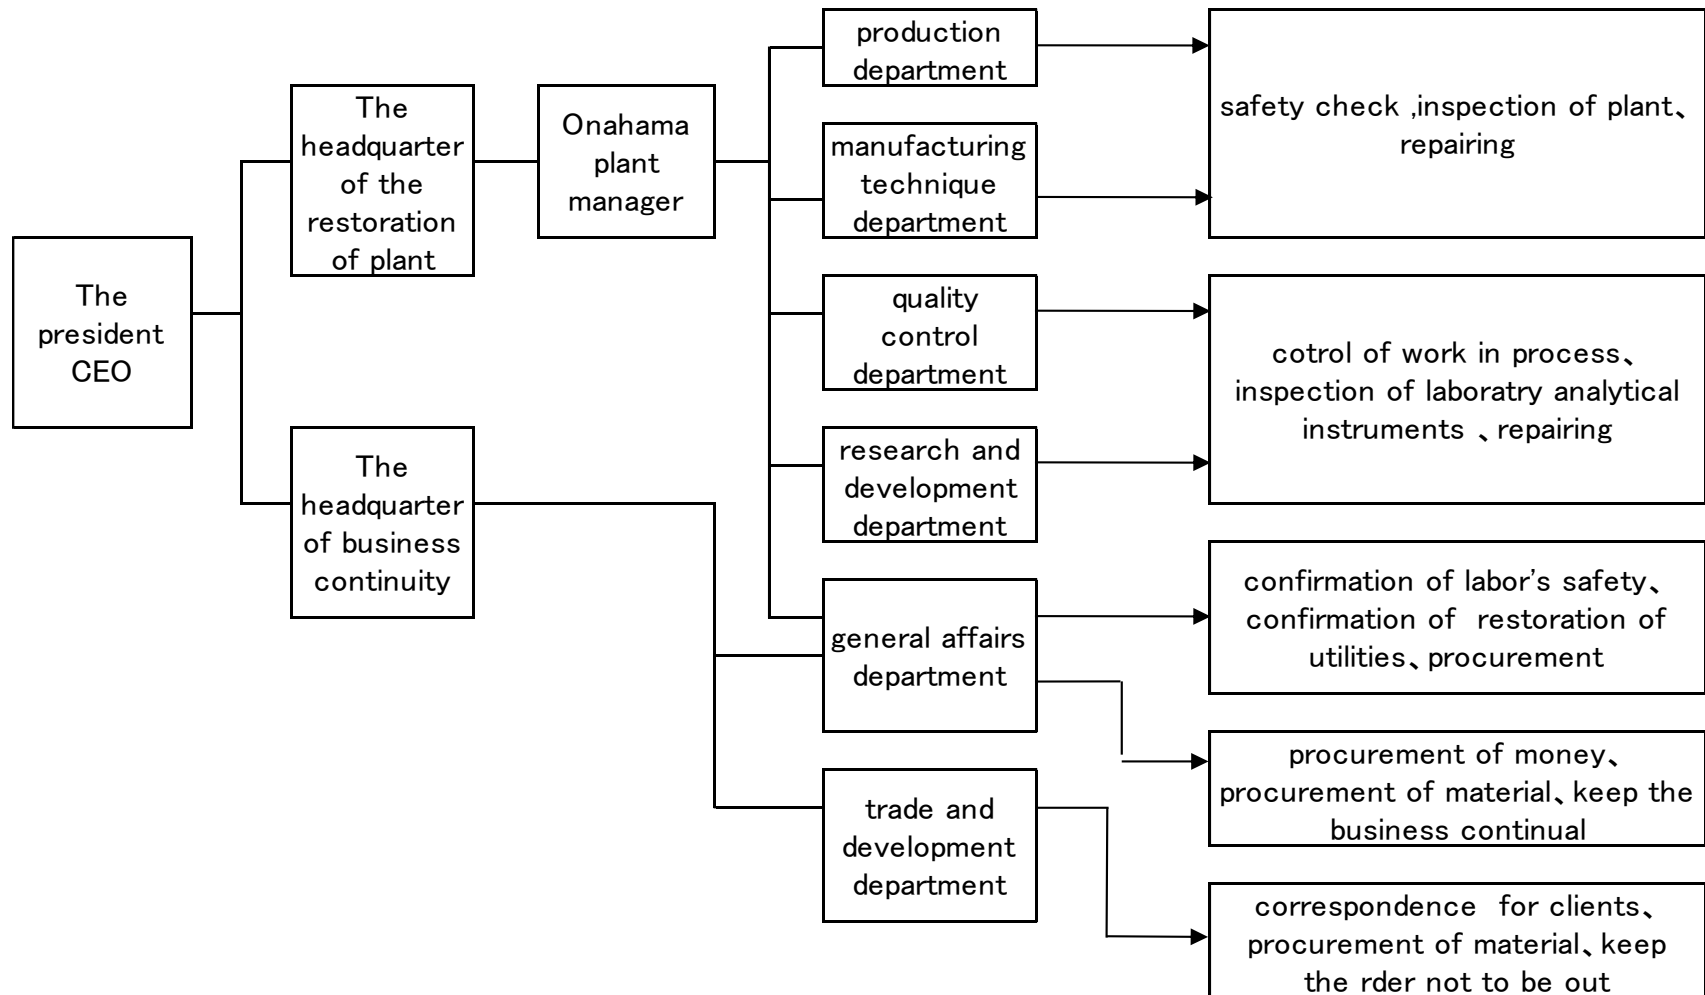 The
president
CEO
The
headquarter
of the
restoration
of plant
The
headquarter
of business
continuity
Onahama
plant
manager
production
department
manufacturing
technique
department
quality
control
department
research and
development
department
general affairs
department
trade and
development
department
safety check ,inspection of plant、
repairing
cotrol of work in process、
inspection of laboratry analytical
instruments 、repairing
confirmation of labor's safety、
confirmation of restoration of
utilities、procurement
procurement of money、
procurement of material、keep the
business continual
correspondence for clients、
procurement of material、keep
the rder not to be out